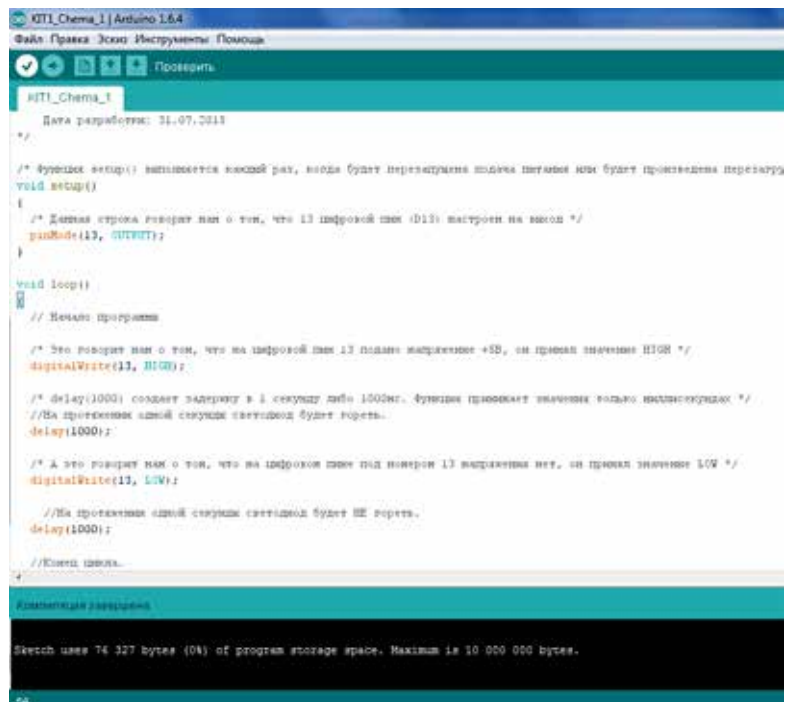 KIT1_Chema_1 | Arduino 1.6.4
Файл Правка Эскиз Инструменты Помощь
Проверить
KIT1_Chema_1
Дата разработки: 31.07.2015
*/
/* Функция setup() выполняется каждый раз, когда будет перезапущена подача питания или будет произведена перезагру
void setup()
{
/* Данная строка говорит нам о том, что 13 цифровой пин (D13) настроен на выход */
pinMode(13, OUTPUT);
}
void loop()
{
// Начало программы
/* Это говорит нам о том, что на цифровой пин 13 подано напряжение +5В, он принял значение HIGH */
digitalWrite(13, HIGH);
/* delay(1000) создает задержку в 1 секунду либо 1000мс. Функция принимает значения только миллисекундах */
//На протяжении одной секунды светодиод будет гореть.
delay(1000);
/* А это говорит нам о том, что на цифровом пине под номером 13 напряжения нет, он принял значение LOW */
digitalWrite(13, LOW);
//На протяжении одной секунды светодиод будет НЕ гореть.
delay(1000);
//Конец цикла.
Компиляция завершена
Sketch uses 74 327 bytes (0%) of program storage space. Maximum is 10 000 000 bytes.